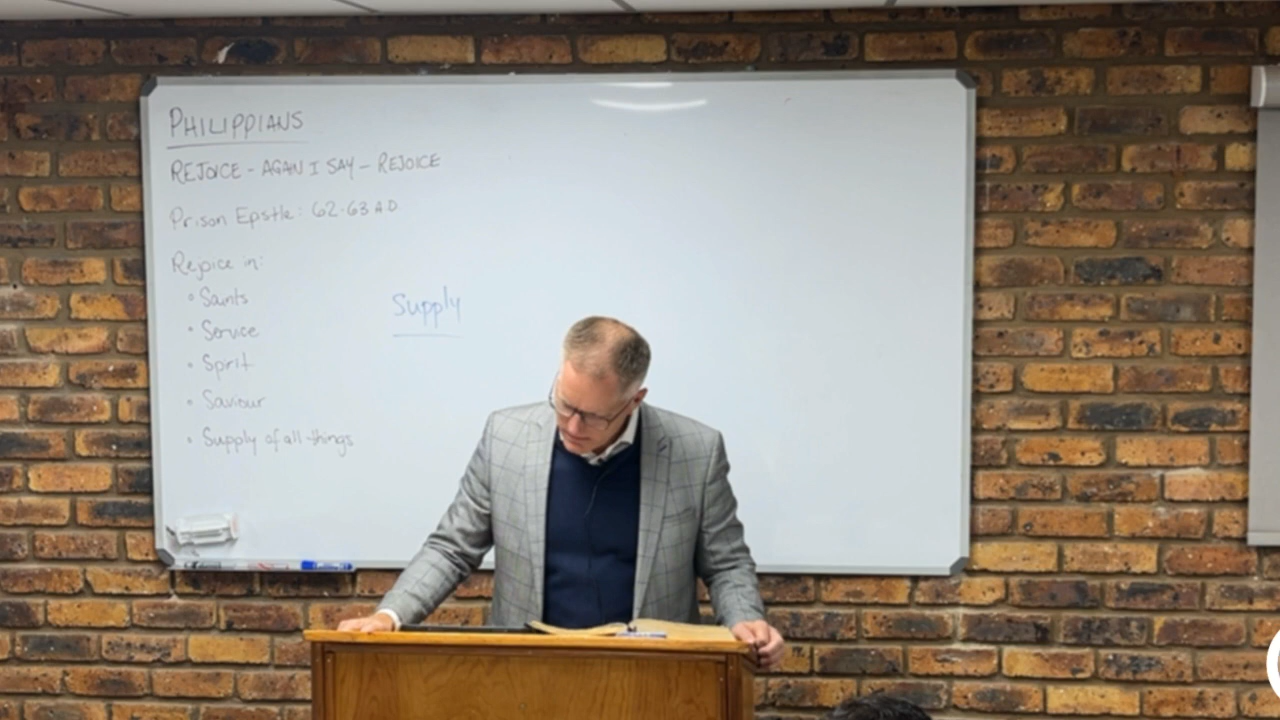 PHILIPPIANS
REJOICE - AGAIN I SAY - REJOICE
Prison Epstle: 62-63 A.D
Rejoice in:
• Saints
• Service
• Spirit
• Saviour
• Supply of all things
Supply